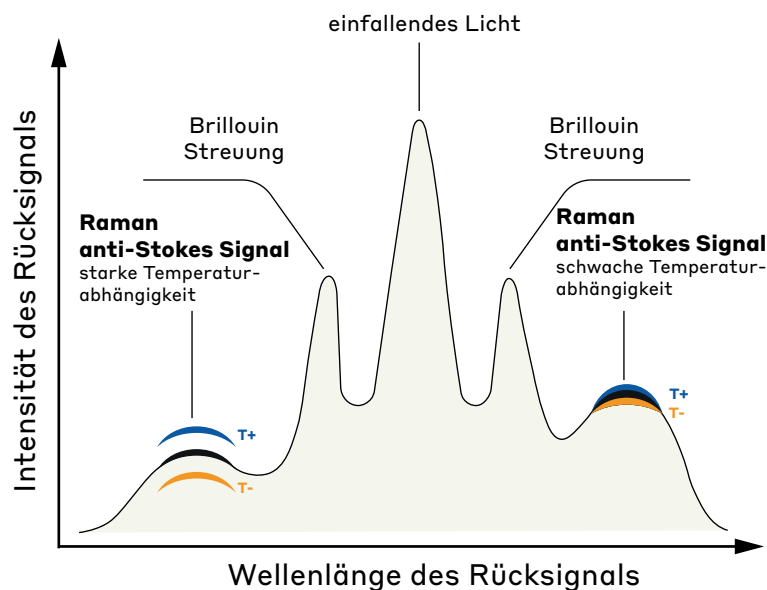 einfallendes Licht
Brillouin
Streuung
Brillouin
Streuung
Raman
anti-Stokes Signal
starke Temperatur-
abhängigkeit
Raman
anti-Stokes Signal
schwache Temperatur-
abhängigkeit
T+
T-
T+
T-
Intensität des Rücksignals
Wellenlänge des Rücksignals